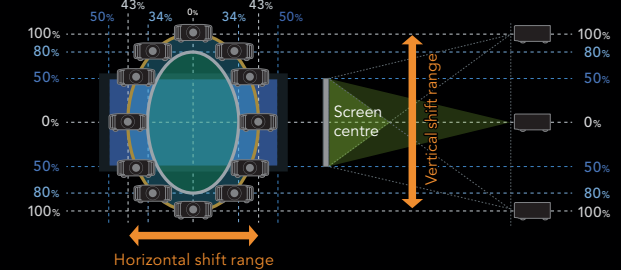 43% 43%
50% 34% 0% 34% 50%
100% 100%
80% 80%
50% 50%
Screen
centre
0% 0%
Vertical shift range
50% 50%
80% 80%
100% 100%
Horizontal shift range